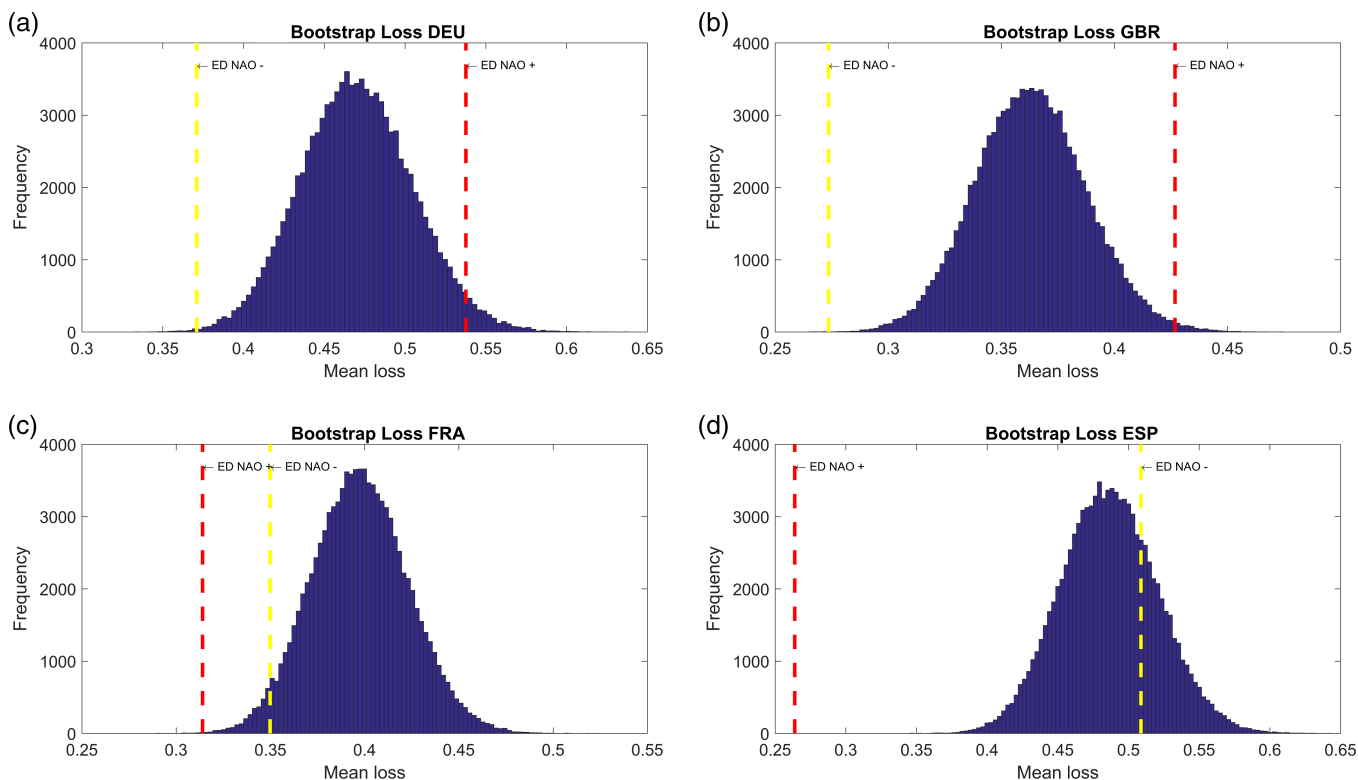 (a)
Bootstrap Loss DEU
4000
3000
2000
1000
0
Frequency
← ED NAO -
← ED NAO +
0.3 0.35 0.4 0.45 0.5 0.55 0.6 0.65
Mean loss
(b)
Bootstrap Loss GBR
4000
3000
2000
1000
0
Frequency
← ED NAO -
← ED NAO +
0.25 0.3 0.35 0.4 0.45 0.5
Mean loss
(c)
Bootstrap Loss FRA
4000
3000
2000
1000
0
Frequency
← ED NAO +
← ED NAO -
0.25 0.3 0.35 0.4 0.45 0.5 0.55
Mean loss
(d)
Bootstrap Loss ESP
4000
3000
2000
1000
0
Frequency
← ED NAO +
← ED NAO -
0.25 0.3 0.35 0.4 0.45 0.5 0.55 0.6 0.65
Mean loss